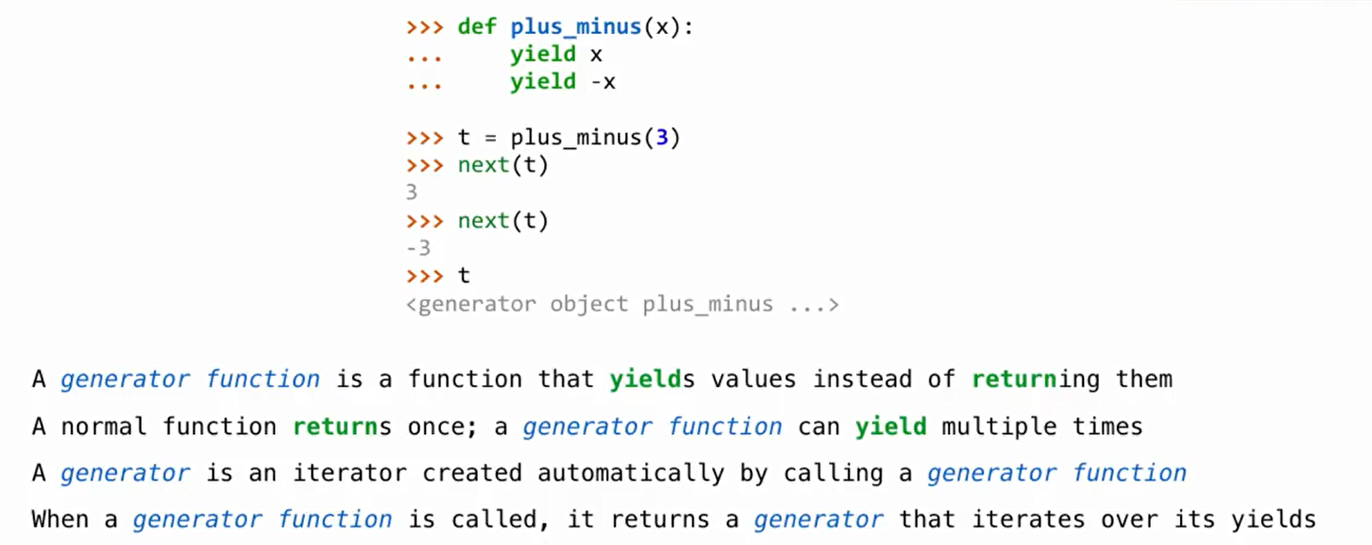 >>> def plus_minus(x):
...     yield x
...     yield -x
>>> t = plus_minus(3)
>>> next(t)
3
>>> next(t)
-3
>>> t
<generator object plus_minus ...>
A generator function is a function that yields values instead of returning them
A normal function returns once; a generator function can yield multiple times
A generator is an iterator created automatically by calling a generator function
When a generator function is called, it returns a generator that iterates over its yields